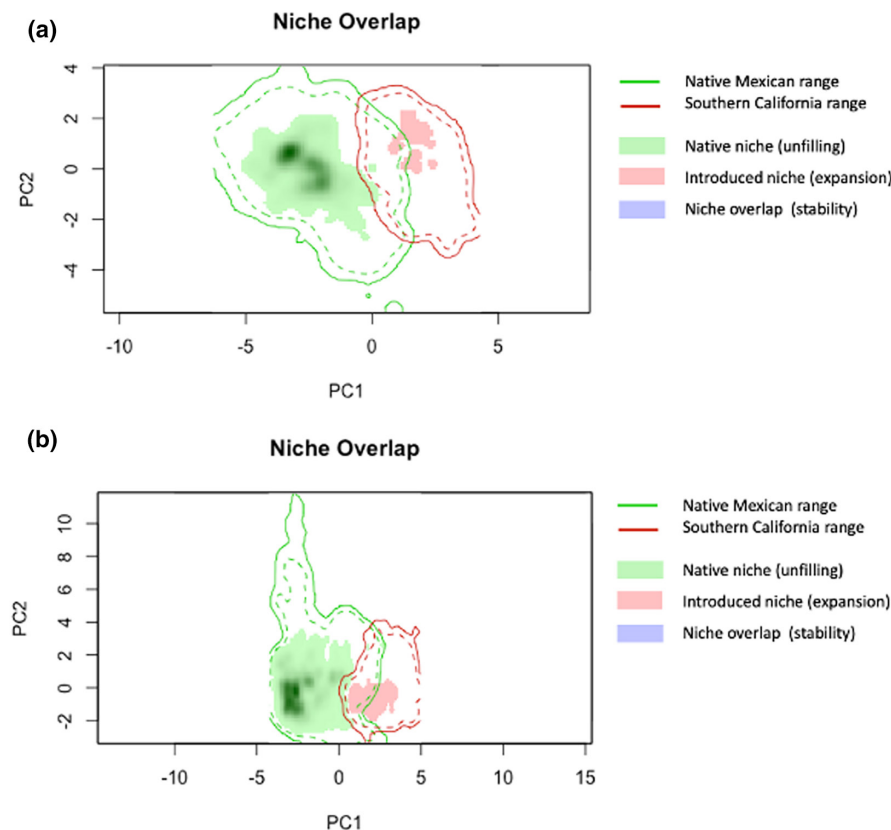 (a)
Niche Overlap
4
2
0
-2
-4
PC2
-10
-5
0
5
PC1
Native Mexican range
Southern California range
Native niche (unfilling)
Introduced niche (expansion)
Niche overlap (stability)
(b)
Niche Overlap
10
8
6
4
2
0
-2
PC2
-10
-5
0
5
10
15
PC1
Native Mexican range
Southern California range
Native niche (unfilling)
Introduced niche (expansion)
Niche overlap (stability)